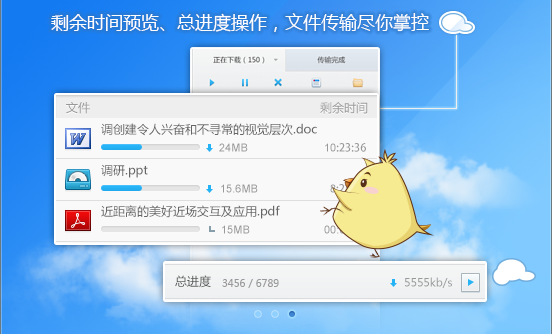 剩余时间预览、总进度操作，文件传输尽你掌控
正在下载（150） 传输完成
文件 剩余时间
调创建令人兴奋和不寻常的视觉层次.doc
24MB 10:23:36
调研.ppt
15.6MB
近距离的美好近场交互及应用.pdf
15MB
总进度 3456 / 6789 5555kb/s